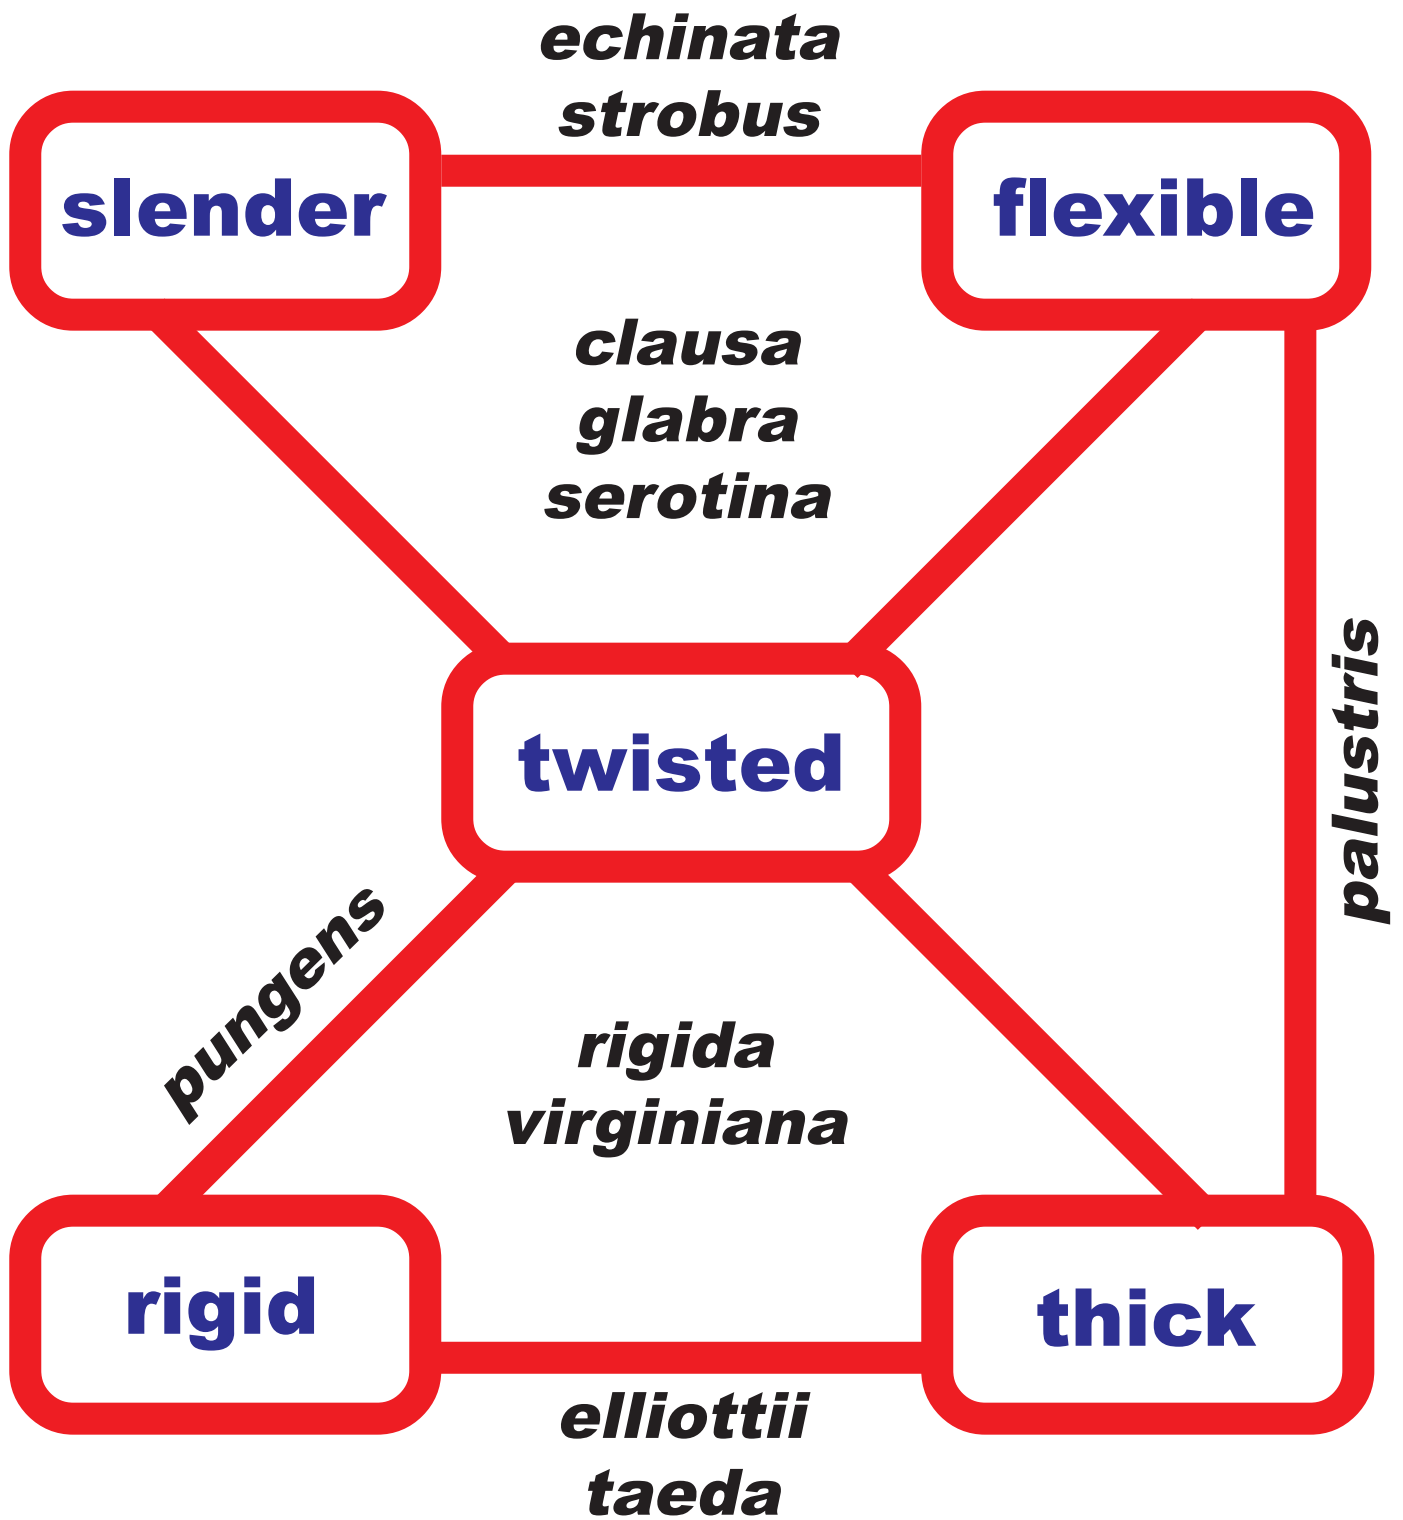 echinata
strobus
slender
flexible
clausa
glabra
serotina
twisted
palustris
pungens
rigida
virginiana
rigid
thick
elliottii
taeda